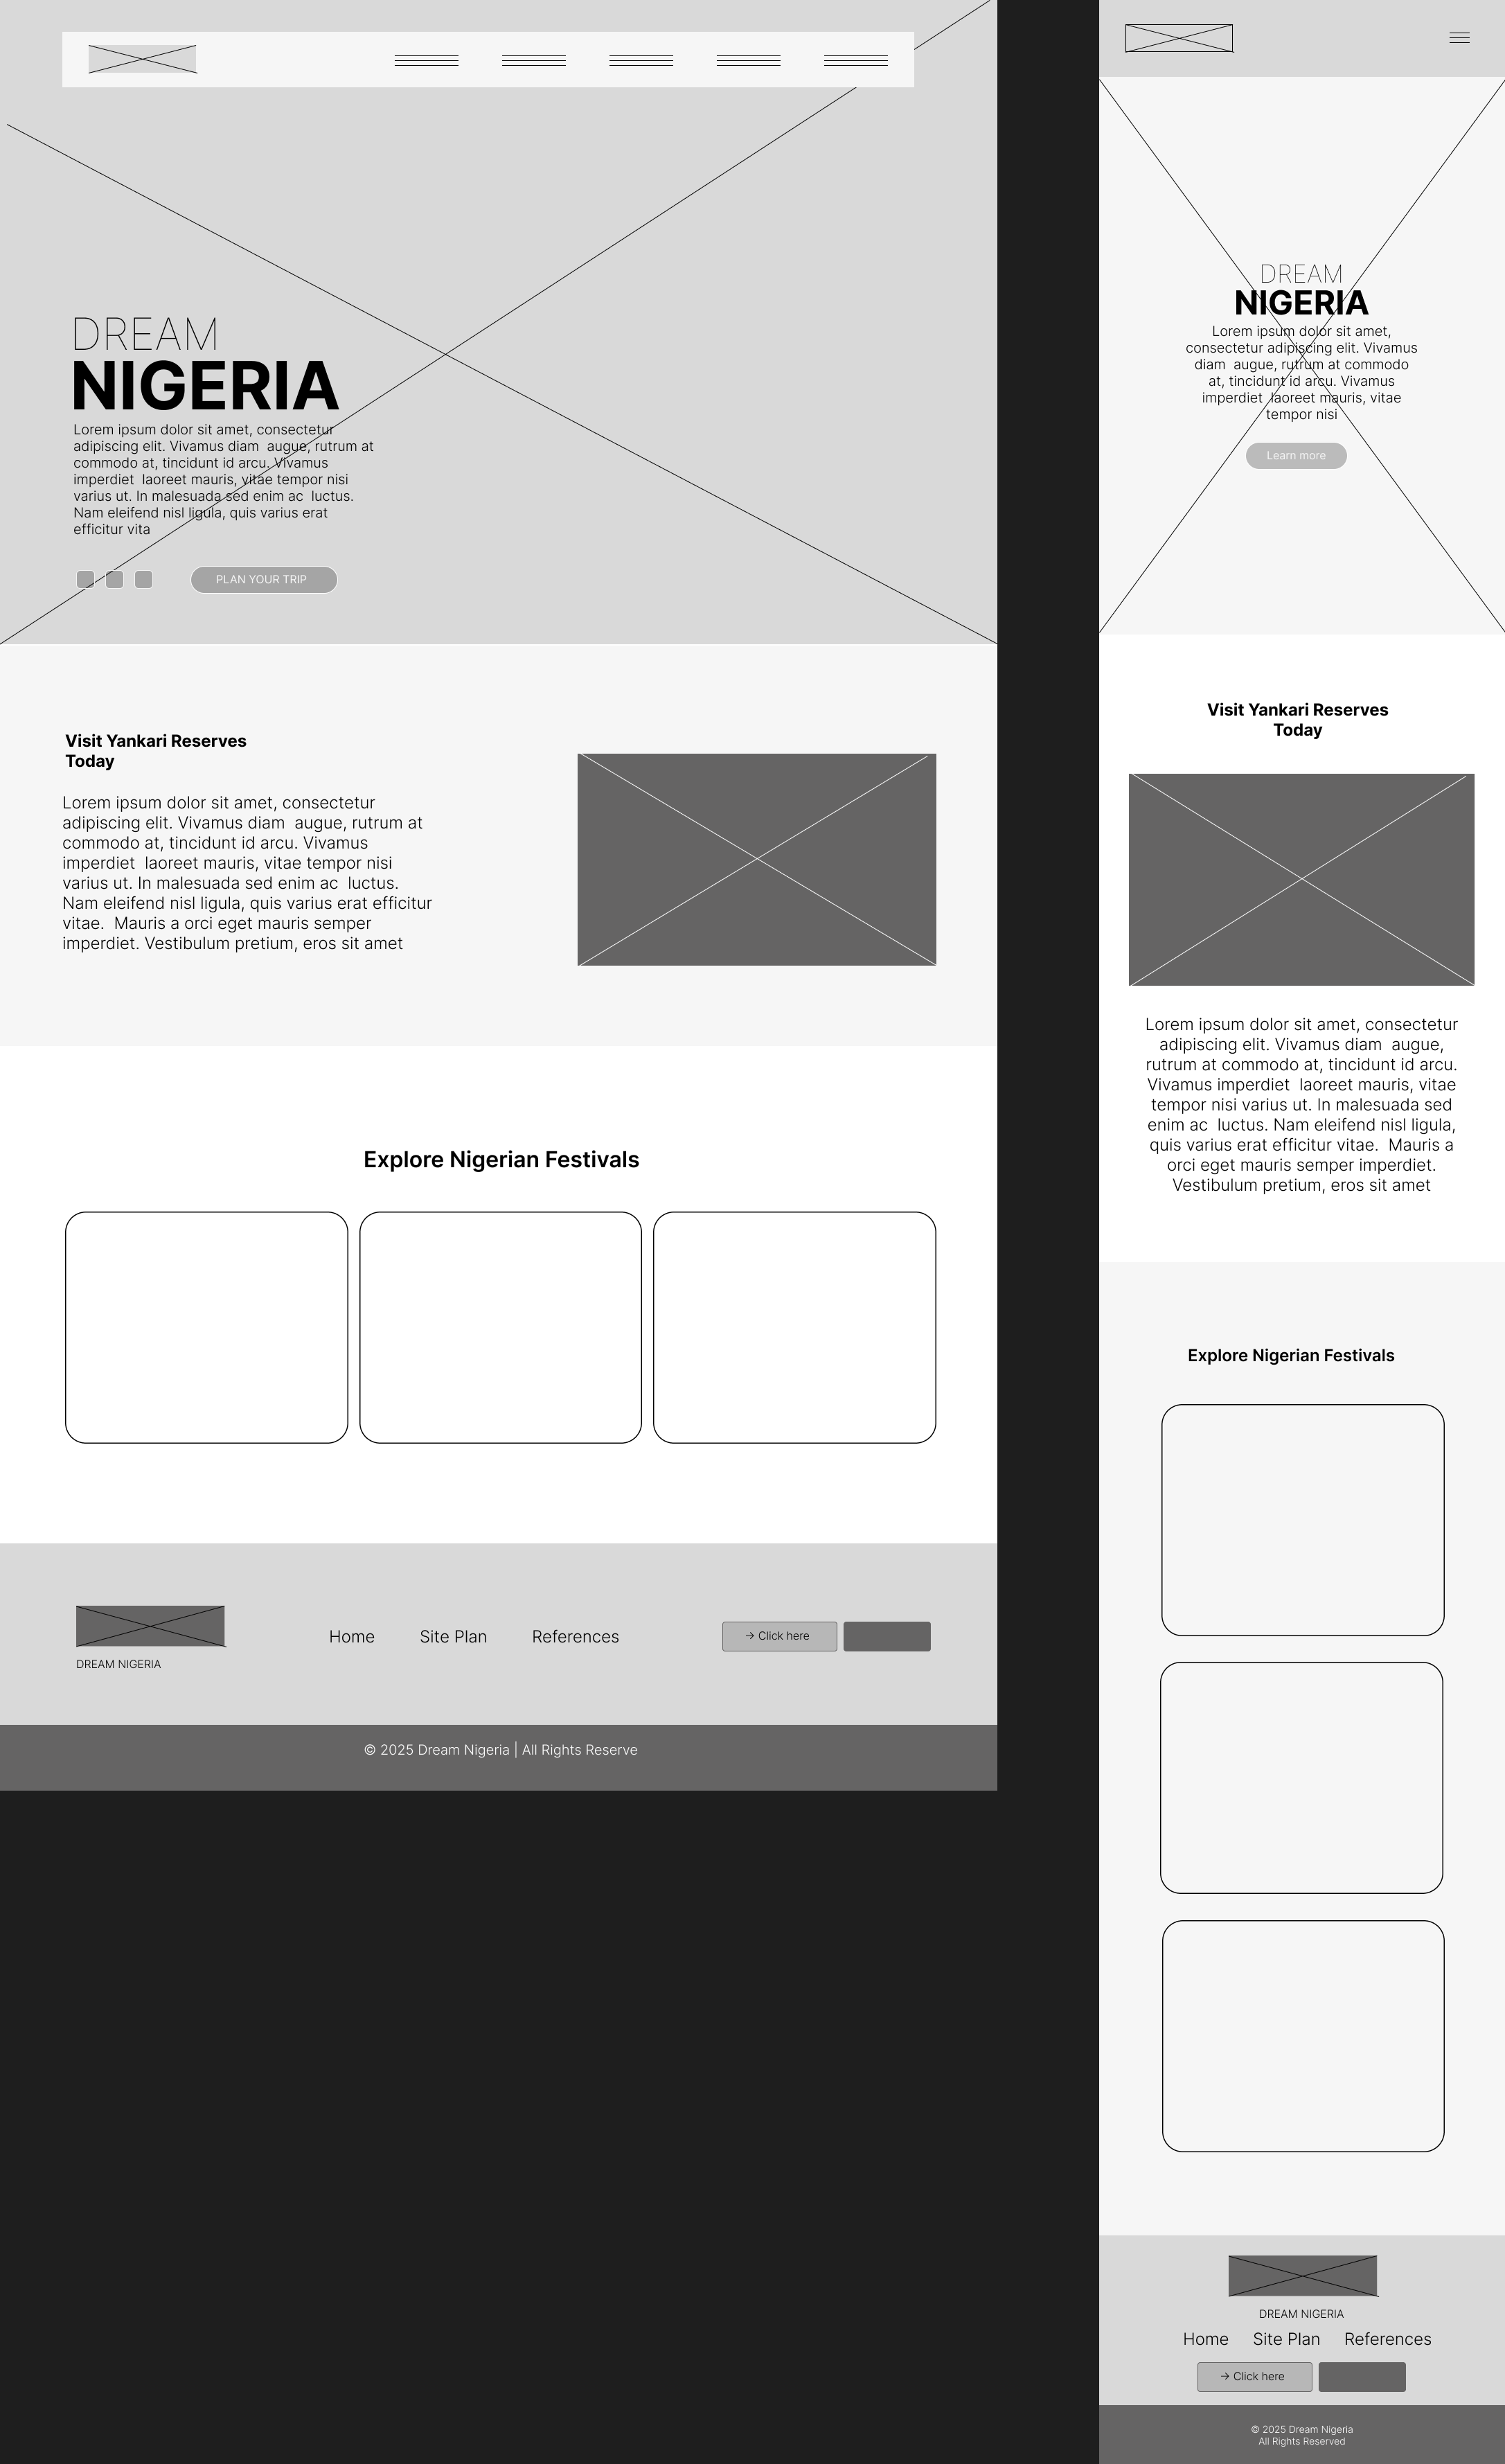 DREAM
NIGERIA
Lorem ipsum dolor sit amet, consectetur
adipiscing elit. Vivamus diam  augue, rutrum at
commodo at, tincidunt id arcu. Vivamus
imperdiet  laoreet mauris, vitae tempor nisi
varius ut. In malesuada sed enim ac  luctus.
Nam eleifend nisl ligula, quis varius erat
efficitur vita
PLAN YOUR TRIP
Visit Yankari Reserves
Today
Lorem ipsum dolor sit amet, consectetur
adipiscing elit. Vivamus diam  augue, rutrum at
commodo at, tincidunt id arcu. Vivamus
imperdiet  laoreet mauris, vitae tempor nisi
varius ut. In malesuada sed enim ac  luctus.
Nam eleifend nisl ligula, quis varius erat efficitur
vitae.  Mauris a orci eget mauris semper
imperdiet. Vestibulum pretium, eros sit amet
Explore Nigerian Festivals
DREAM NIGERIA
Home
Site Plan
References
→ Click here
© 2025 Dream Nigeria | All Rights Reserve
DREAM
NIGERIA
Lorem ipsum dolor sit amet,
consectetur adipiscing elit. Vivamus
diam  augue, rutrum at commodo
at, tincidunt id arcu. Vivamus
imperdiet  laoreet mauris, vitae
tempor nisi
Learn more
Visit Yankari Reserves
Today
Lorem ipsum dolor sit amet, consectetur
adipiscing elit. Vivamus diam  augue,
rutrum at commodo at, tincidunt id arcu.
Vivamus imperdiet  laoreet mauris, vitae
tempor nisi varius ut. In malesuada sed
enim ac  luctus. Nam eleifend nisl ligula,
quis varius erat efficitur vitae.  Mauris a
orci eget mauris semper imperdiet.
Vestibulum pretium, eros sit amet
Explore Nigerian Festivals
DREAM NIGERIA
Home
Site Plan
References
→ Click here
© 2025 Dream Nigeria
All Rights Reserved